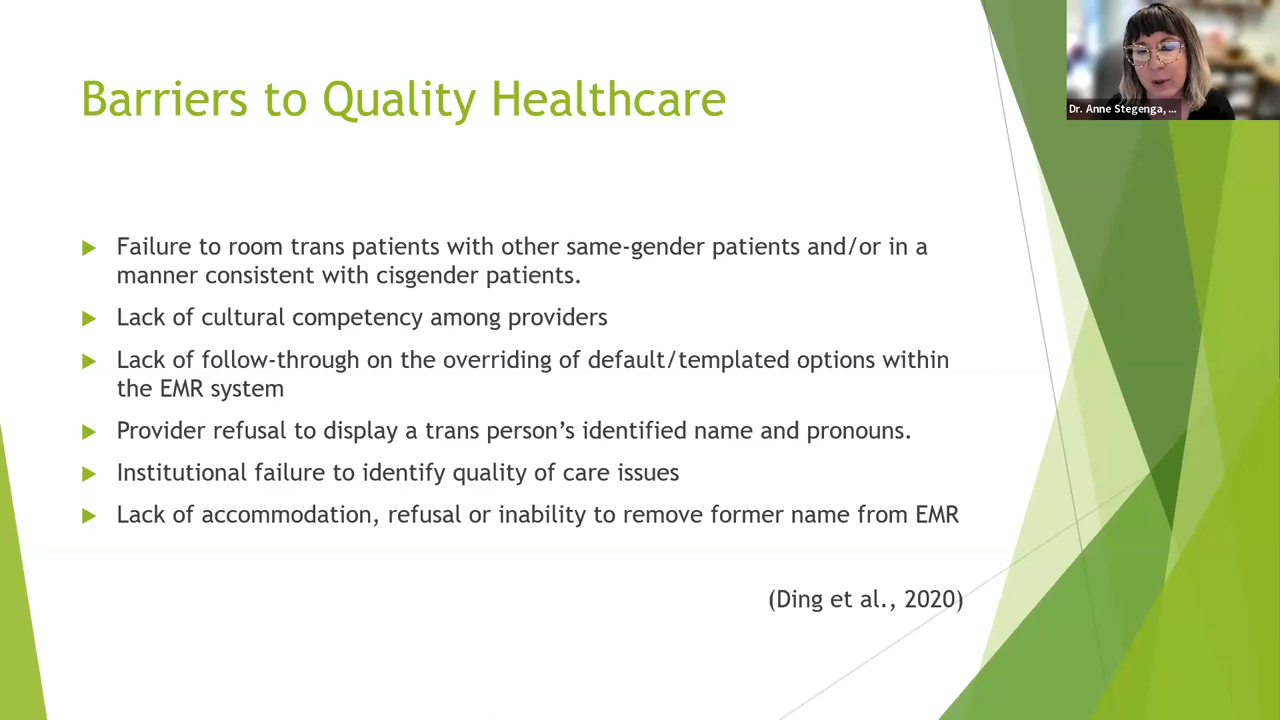 Dr. Anne Stegenga, ...
Barriers to Quality Healthcare
Failure to room trans patients with other same-gender patients and/or in a
manner consistent with cisgender patients.
Lack of cultural competency among providers
Lack of follow-through on the overriding of default/templated options within
the EMR system
Provider refusal to display a trans person’s identified name and pronouns.
Institutional failure to identify quality of care issues
Lack of accommodation, refusal or inability to remove former name from EMR
(Ding et al., 2020)